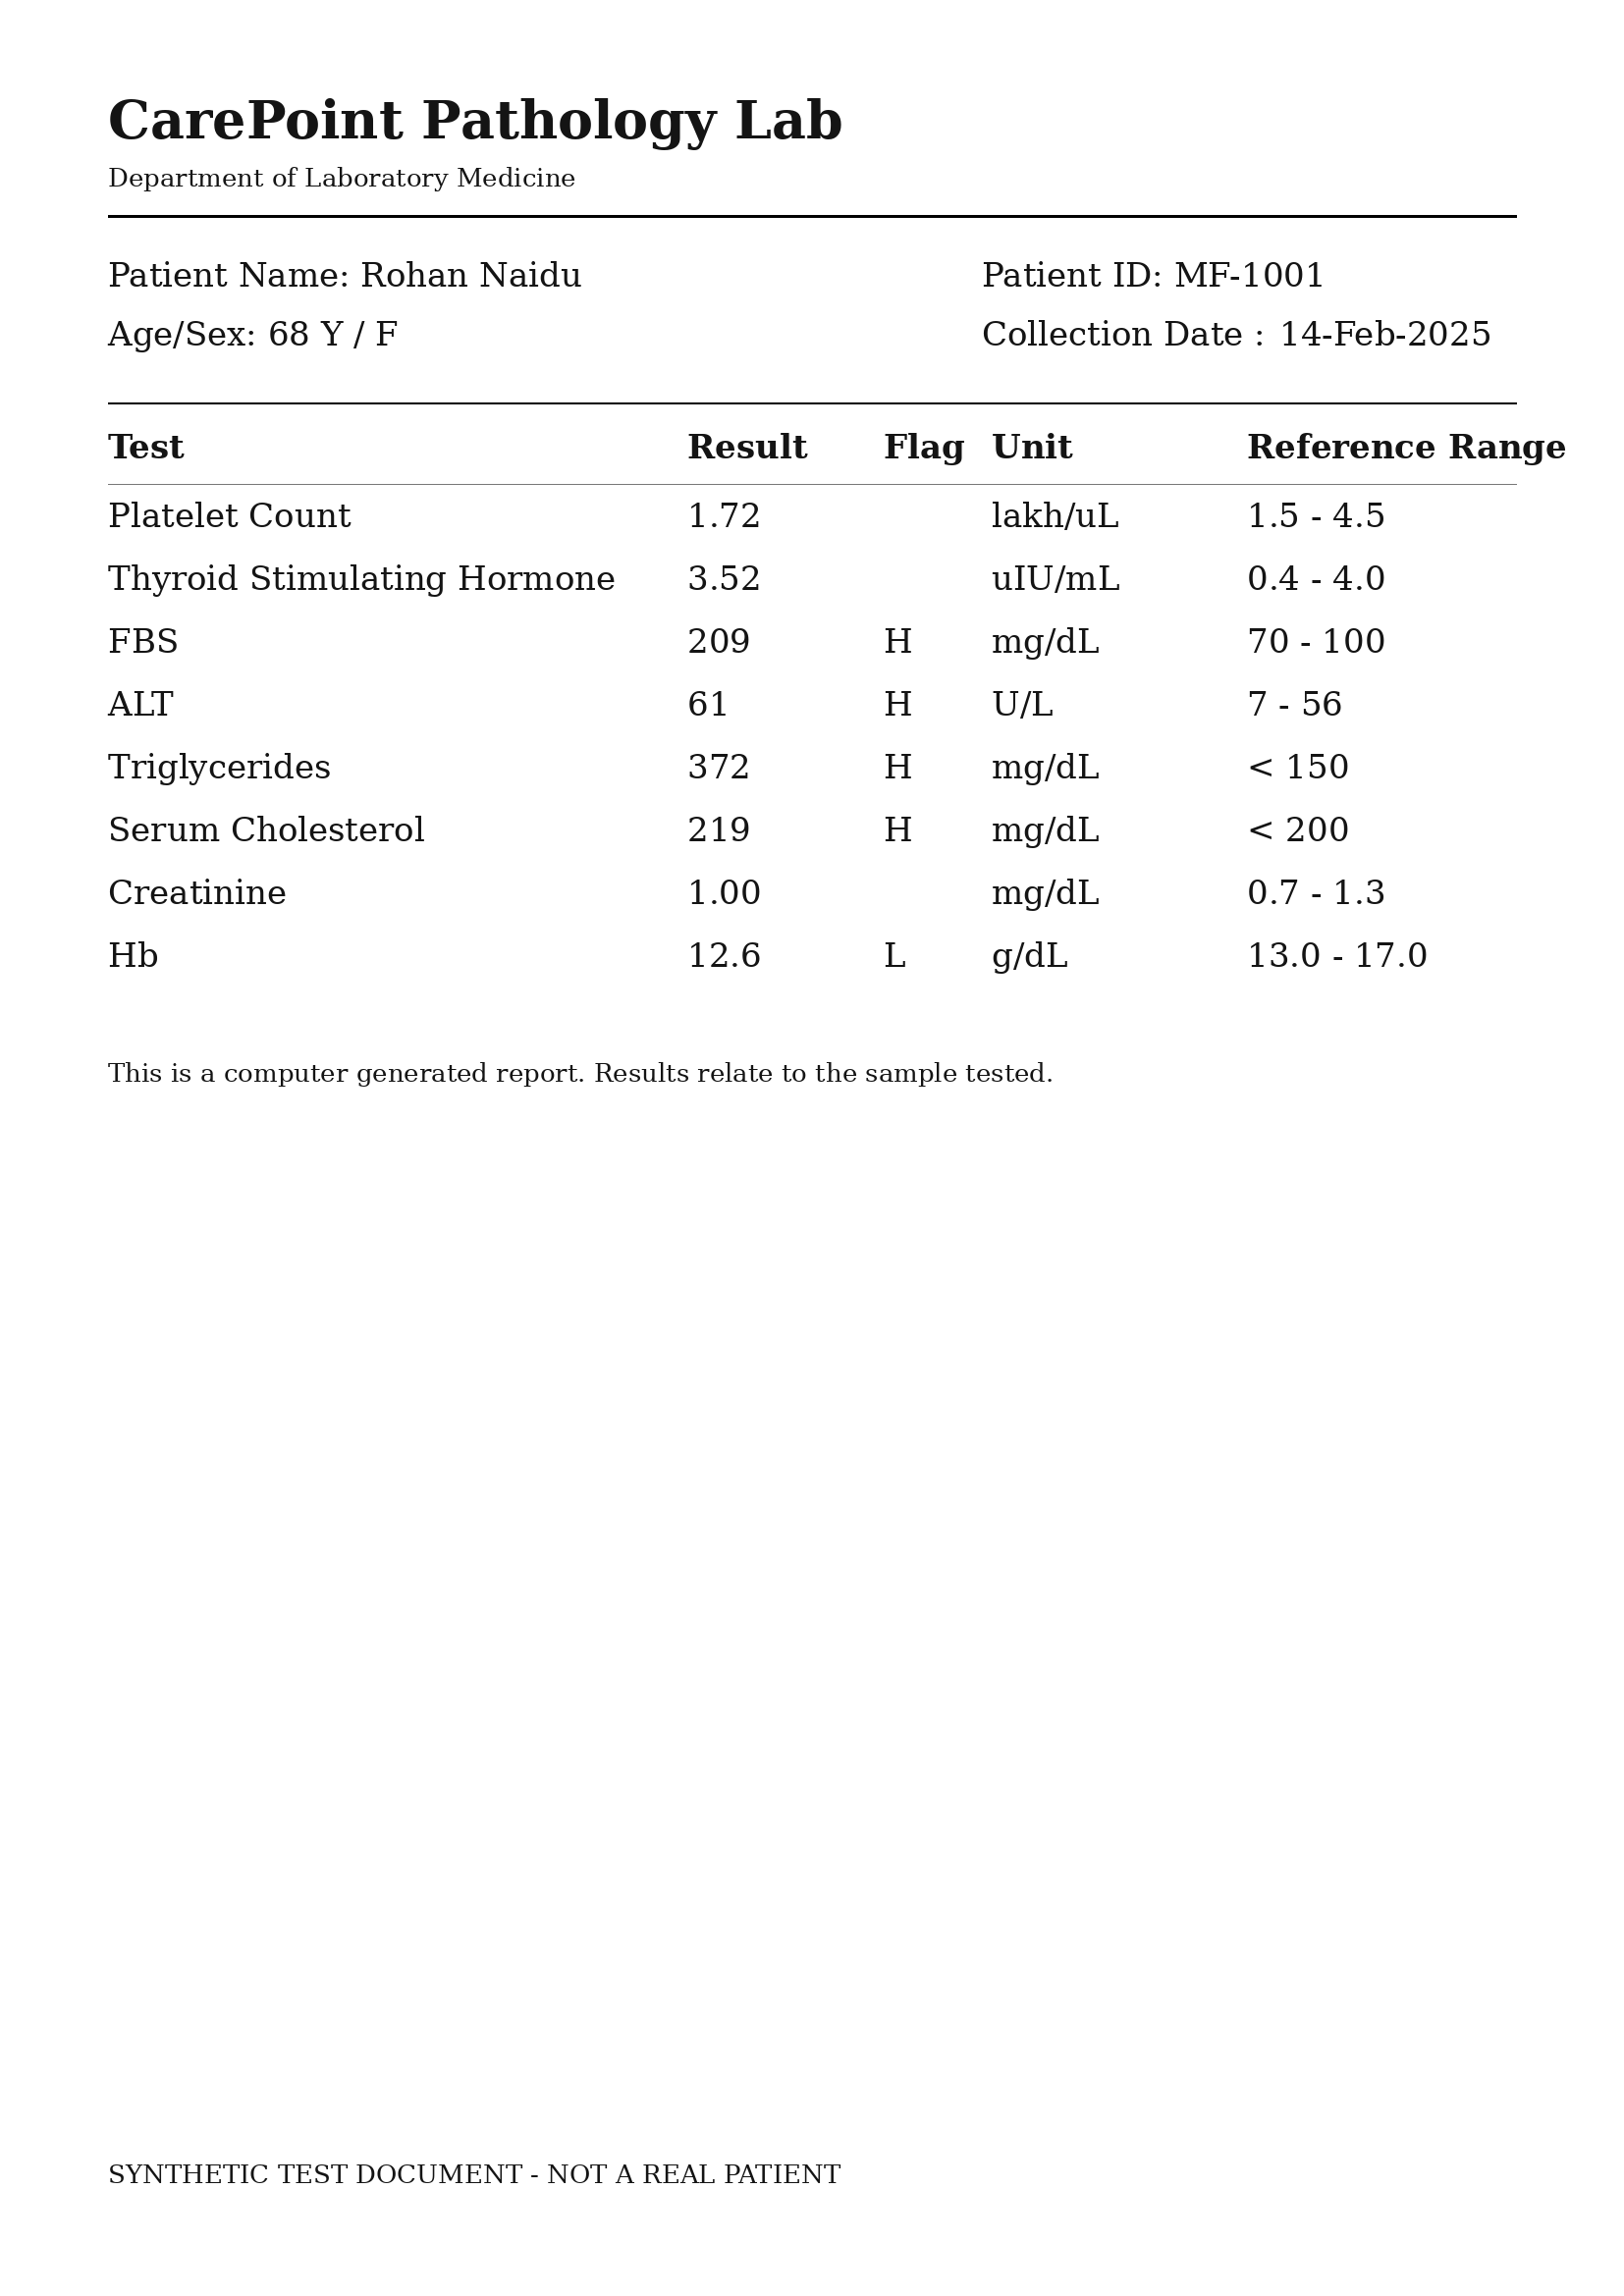 CarePoint Pathology Lab
Department of Laboratory Medicine
Patient Name: Rohan Naidu Patient ID: MF-1001
Age/Sex: 68 Y / F Collection Date : 14-Feb-2025
Test Result Flag Unit Reference Range
Platelet Count 1.72 lakh/uL 1.5 - 4.5
Thyroid Stimulating Hormone 3.52 uIU/mL 0.4 - 4.0
FBS 209 H mg/dL 70 - 100
ALT 61 H U/L 7 - 56
Triglycerides 372 H mg/dL < 150
Serum Cholesterol 219 H mg/dL < 200
Creatinine 1.00 mg/dL 0.7 - 1.3
Hb 12.6 L g/dL 13.0 - 17.0
This is a computer generated report. Results relate to the sample tested.
SYNTHETIC TEST DOCUMENT - NOT A REAL PATIENT